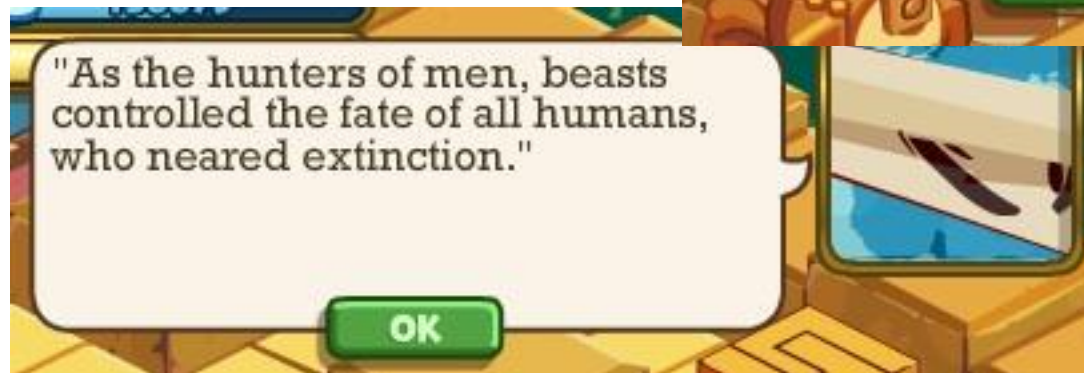 "As the hunters of men, beasts
controlled the fate of all humans,
who neared extinction."
OK